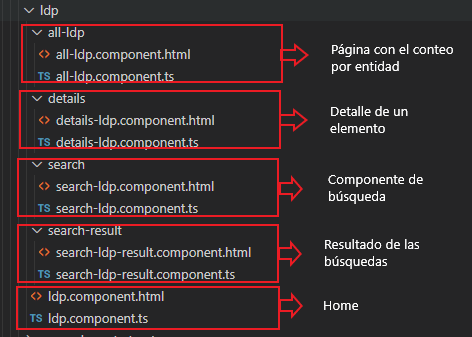 ldp
all-ldp
<> all-ldp.component.html
TS all-ldp.component.ts
Página con el conteo
por entidad
details
<> details-ldp.component.html
TS details-ldp.component.ts
Detalle de un
elemento
search
<> search-ldp.component.html
TS search-ldp.component.ts
Componente de
búsqueda
search-result
<> search-ldp-result.component.html
TS search-ldp-result.component.ts
Resultado de las
búsquedas
<> ldp.component.html
TS ldp.component.ts
Home